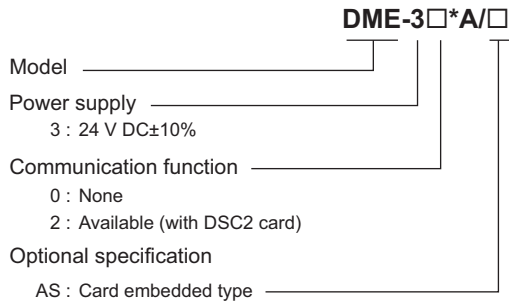 DME-3□*A/□
Model
Power supply
3 : 24 V DC±10%
Communication function
0 : None
2 : Available (with DSC2 card)
Optional specification
AS : Card embedded type